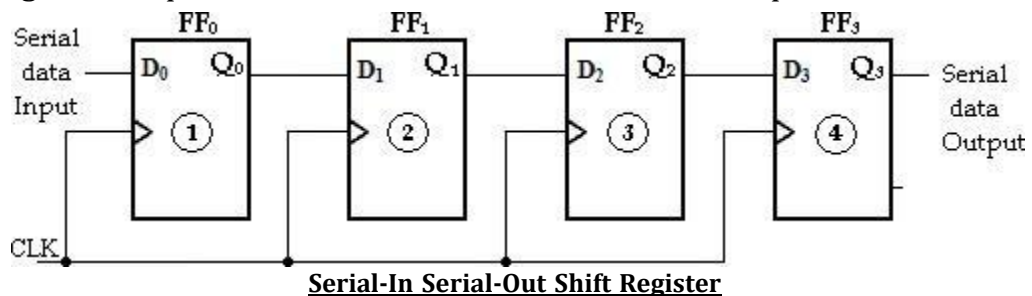 FF₀ FF₁ FF₂ FF₃
Serial
data
Input
D₀ Q₀ D₁ Q₁ D₂ Q₂ D₃ Q₃
Serial
data
Output
1 2 3 4
CLK
Serial-In Serial-Out Shift Register